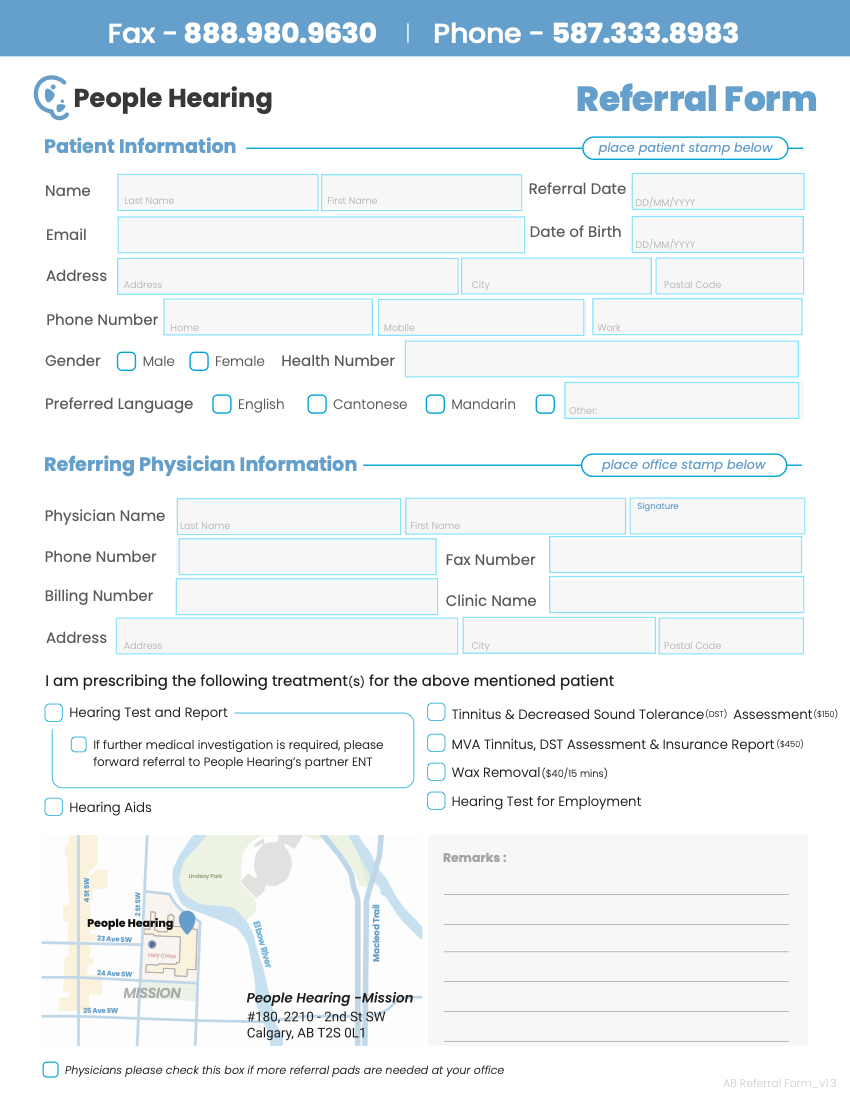 Fax - 888.980.9630 | Phone - 587.333.8983
People Hearing
Referral Form
Patient Information
place patient stamp below
Name Last Name First Name Referral Date DD/MM/YYYY
Email Date of Birth DD/MM/YYYY
Address Address City Postal Code
Phone Number Home Mobile Work
Gender Male Female Health Number
Preferred Language English Cantonese Mandarin Other:
Referring Physician Information
place office stamp below
Physician Name Last Name First Name Signature
Phone Number Fax Number
Billing Number Clinic Name
Address Address City Postal Code
I am prescribing the following treatment(s) for the above mentioned patient
Hearing Test and Report
If further medical investigation is required, please
forward referral to People Hearing's partner ENT
Hearing Aids
Tinnitus & Decreased Sound Tolerance (DST) Assessment ($150)
MVA Tinnitus, DST Assessment & Insurance Report ($450)
Wax Removal ($40/15 mins)
Hearing Test for Employment
Lindsay Park
4 St SW
2 St SW
People Hearing
23 Ave SW
Holy Cross
24 Ave SW
MISSION
25 Ave SW
Elbow River
Macleod Trail
People Hearing -Mission
#180, 2210 - 2nd St SW
Calgary, AB T2S 0L1
Remarks :
Physicians please check this box if more referral pads are needed at your office
AB Referral Form_v1.3